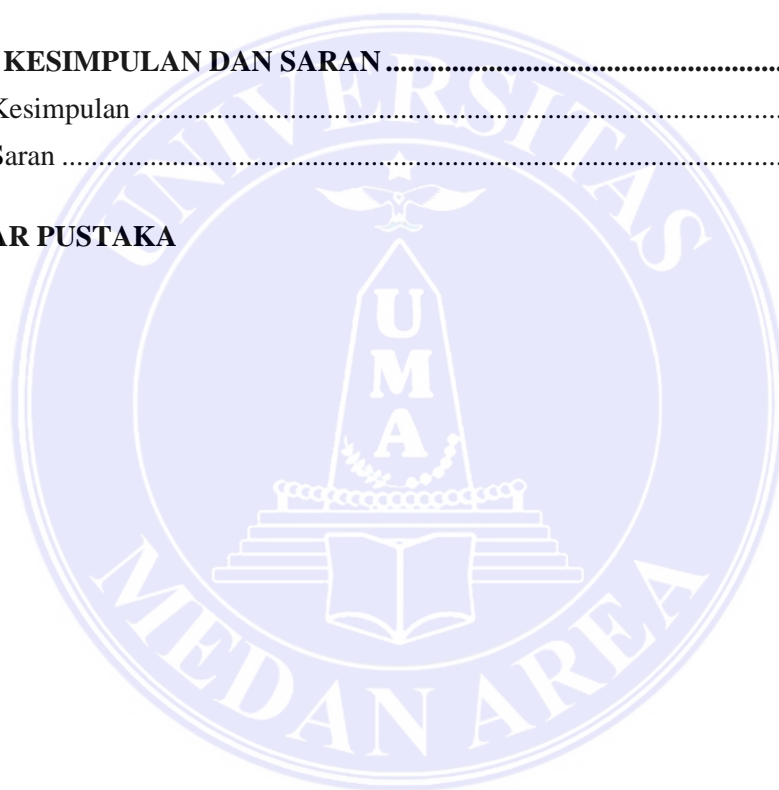 KESIMPULAN DAN SARAN ........................................................
Kesimpulan ................................................................................................
Saran ..........................................................................................................
AR PUSTAKA
UNIVERSITAS
U
M
A
MEDAN AREA